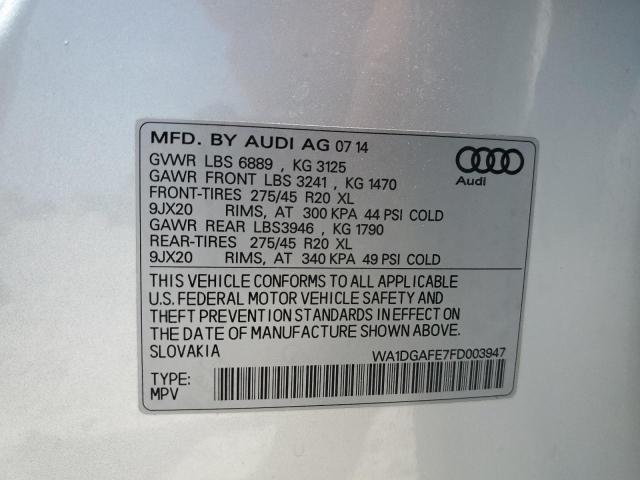 MFD. BY AUDI AG 07 14
GVWR LBS 6889 , KG 3125
GAWR FRONT LBS 3241 , KG 1470
FRONT-TIRES 275/45 R20 XL
9JX20 RIMS, AT 300 KPA 44 PSI COLD
GAWR REAR LBS3946 , KG 1790
REAR-TIRES 275/45 R20 XL
9JX20 RIMS, AT 340 KPA 49 PSI COLD
Audi
THIS VEHICLE CONFORMS TO ALL APPLICABLE
U.S. FEDERAL MOTOR VEHICLE SAFETY AND
THEFT PREVENTION STANDARDS IN EFFECT ON
THE DATE OF MANUFACTURE SHOWN ABOVE.
SLOVAKIA
WA1DGAFE7FD003947
TYPE:
MPV